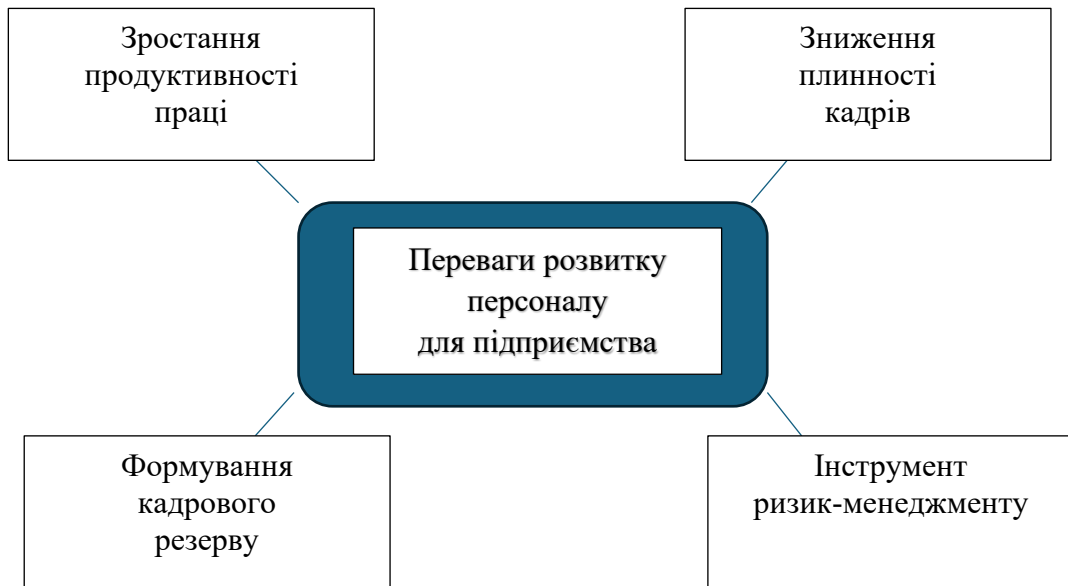 Зростання
продуктивності
праці
Зниження
плинності
кадрів
Переваги розвитку
персоналу
для підприємства
Формування
кадрового
резерву
Інструмент
ризик-менеджменту